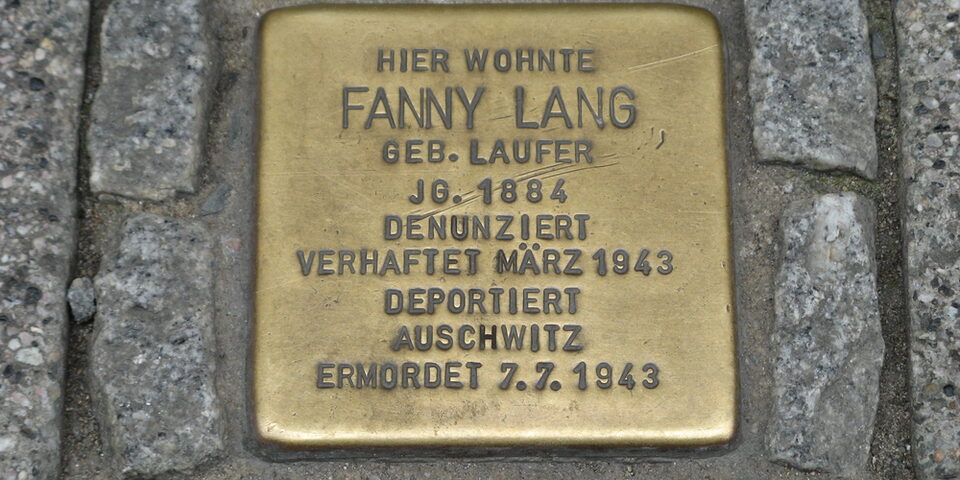 HIER WOHNTE
FANNY LANG
GEB. LAUFER
JG. 1884
DENUNZIERT
VERHAFTET MÄRZ 1943
DEPORTIERT
AUSCHWITZ
ERMORDET 7.7.1943